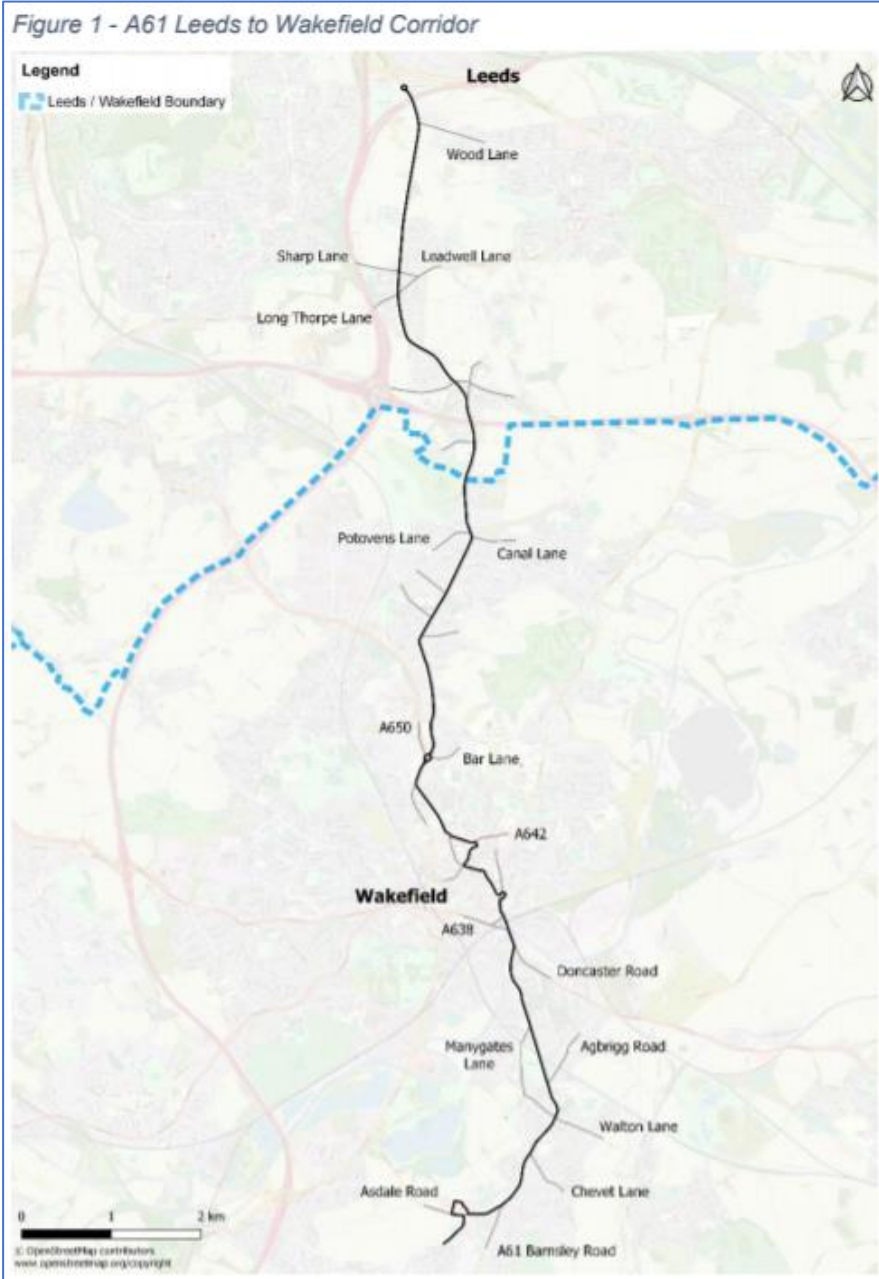 Figure 1 - A61 Leeds to Wakefield Corridor
Legend
Leeds / Wakefield Boundary
Leeds
Wood Lane
Sharp Lane
Leadwell Lane
Long Thorpe Lane
Potovens Lane
Canal Lane
A650
Bar Lane
A642
Wakefield
A638
Doncaster Road
Manygates
Lane
Agbrigg Road
Walton Lane
Asdale Road
Chevet Lane
A61 Barnsley Road
0 1 2 km
© OpenStreetMap contributors
www.openstreetmap.org/copyright